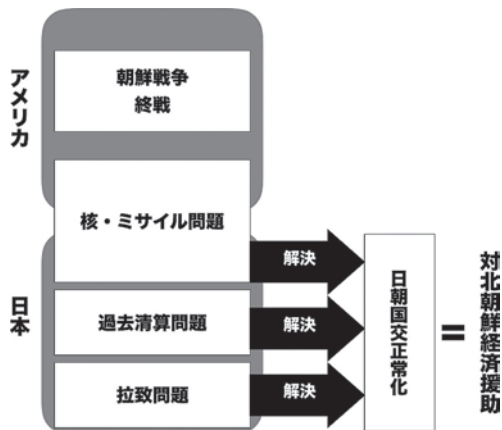 アメリカ
朝鮮戦争
終戦
核・ミサイル問題
日本
過去清算問題
拉致問題
解決
解決
解決
日朝国交正常化
=
対北朝鮮経済援助